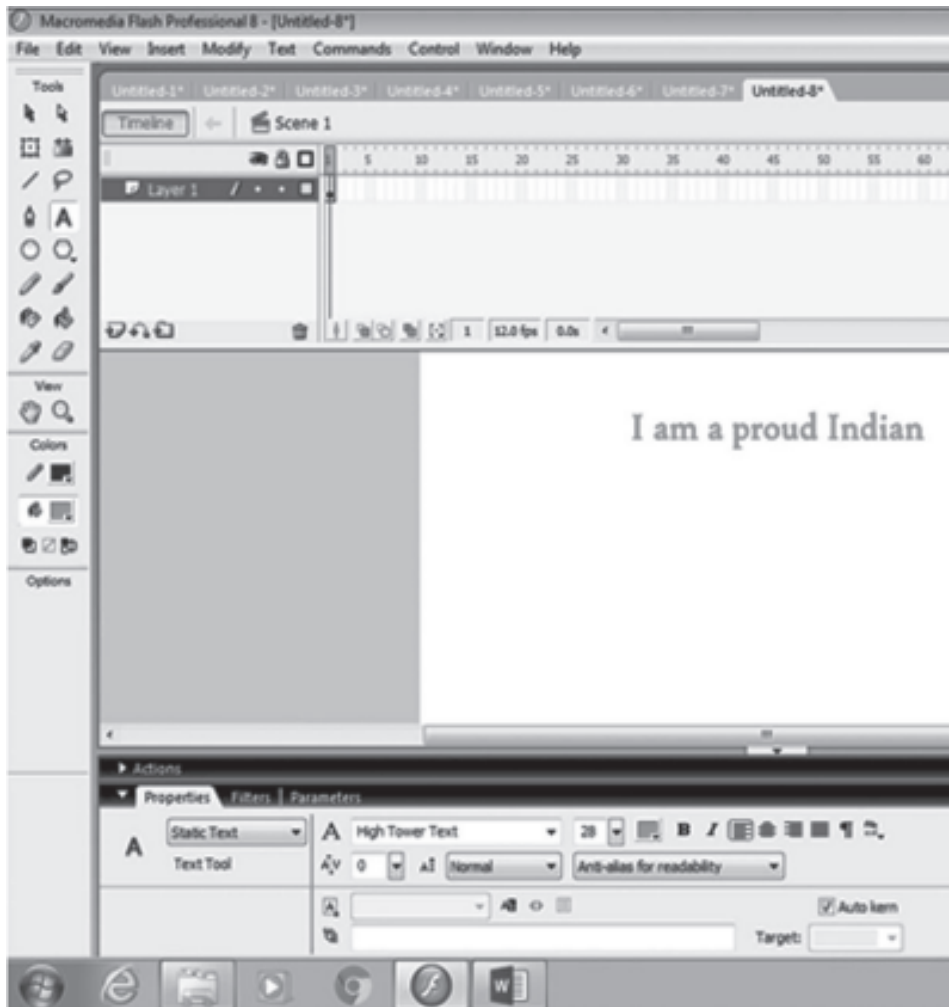 Macromedia Flash Professional 8 - [Untitled-8*]
File Edit View Insert Modify Text Commands Control Window Help
Tools
Untitled-1* Untitled-2* Untitled-3* Untitled-4* Untitled-5* Untitled-6* Untitled-7* Untitled-8*
Timeline Scene 1
1 5 10 15 20 25 30 35 40 45 50 55 60
Layer 1
A
1 12.0 fps 0.0s
View
I am a proud Indian
Colors
Options
Actions
Properties Filters Parameters
A Static Text A High Tower Text 28 B I
Text Tool AV 0 Normal Anti-alias for readability
Auto kern
Target: